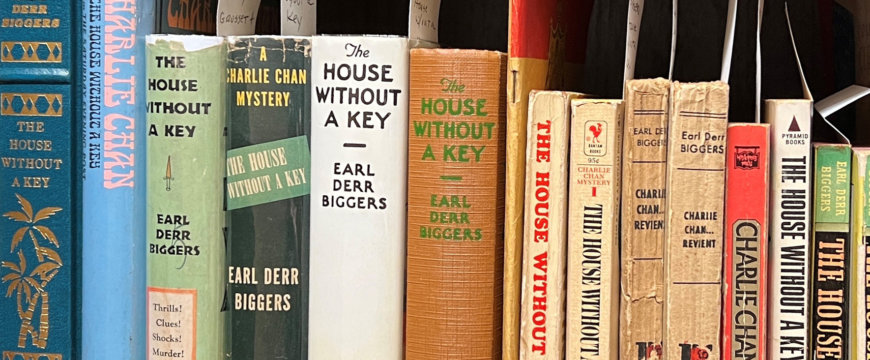 DERR
BIGGERS
THE
HOUSE
WITHOUT
A KEY
THE HOUSE WITHOUT A KEY
CHARLIE CHAN
THE
HOUSE
WITHOUT
A KEY
EARL
DERR
BIGGERS
Thrills!
Clues!
Shocks!
Murder!
A
CHARLIE CHAN
MYSTERY
THE HOUSE
WITHOUT A KEY
EARL DERR
BIGGERS
Key
The
HOUSE
WITHOUT
A KEY
EARL
DERR
BIGGERS
The
HOUSE
WITHOUT
A KEY
EARL
DERR
BIGGERS
THE HOUSE WITHOUT
BANTAM
BOOKS
95¢
CHARLIE
CHAN
MYSTERY
1
THE HOUSE WITHOUT A
EARL DERR
BIGGERS
CHARLIE
CHAN...
REVIENT
Earl Derr
BIGGERS
CHARLIE
CHAN...
REVIENT
CHARLIE CHAN
PYRAMID
BOOKS
THE HOUSE WITHOUT A KEY
EARL DERR
BIGGERS
THE HOUSE